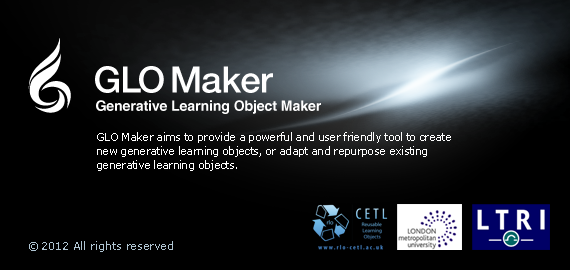 GLO Maker
Generative Learning Object Maker
GLO Maker aims to provide a powerful and user friendly tool to create
new generative learning objects, or adapt and repurpose existing
generative learning objects.
rlo
CETL
Reusable
Learning
Objects
www.rlo-cetl.ac.uk
LONDON
metropolitan
university
LTRI
© 2012 All rights reserved